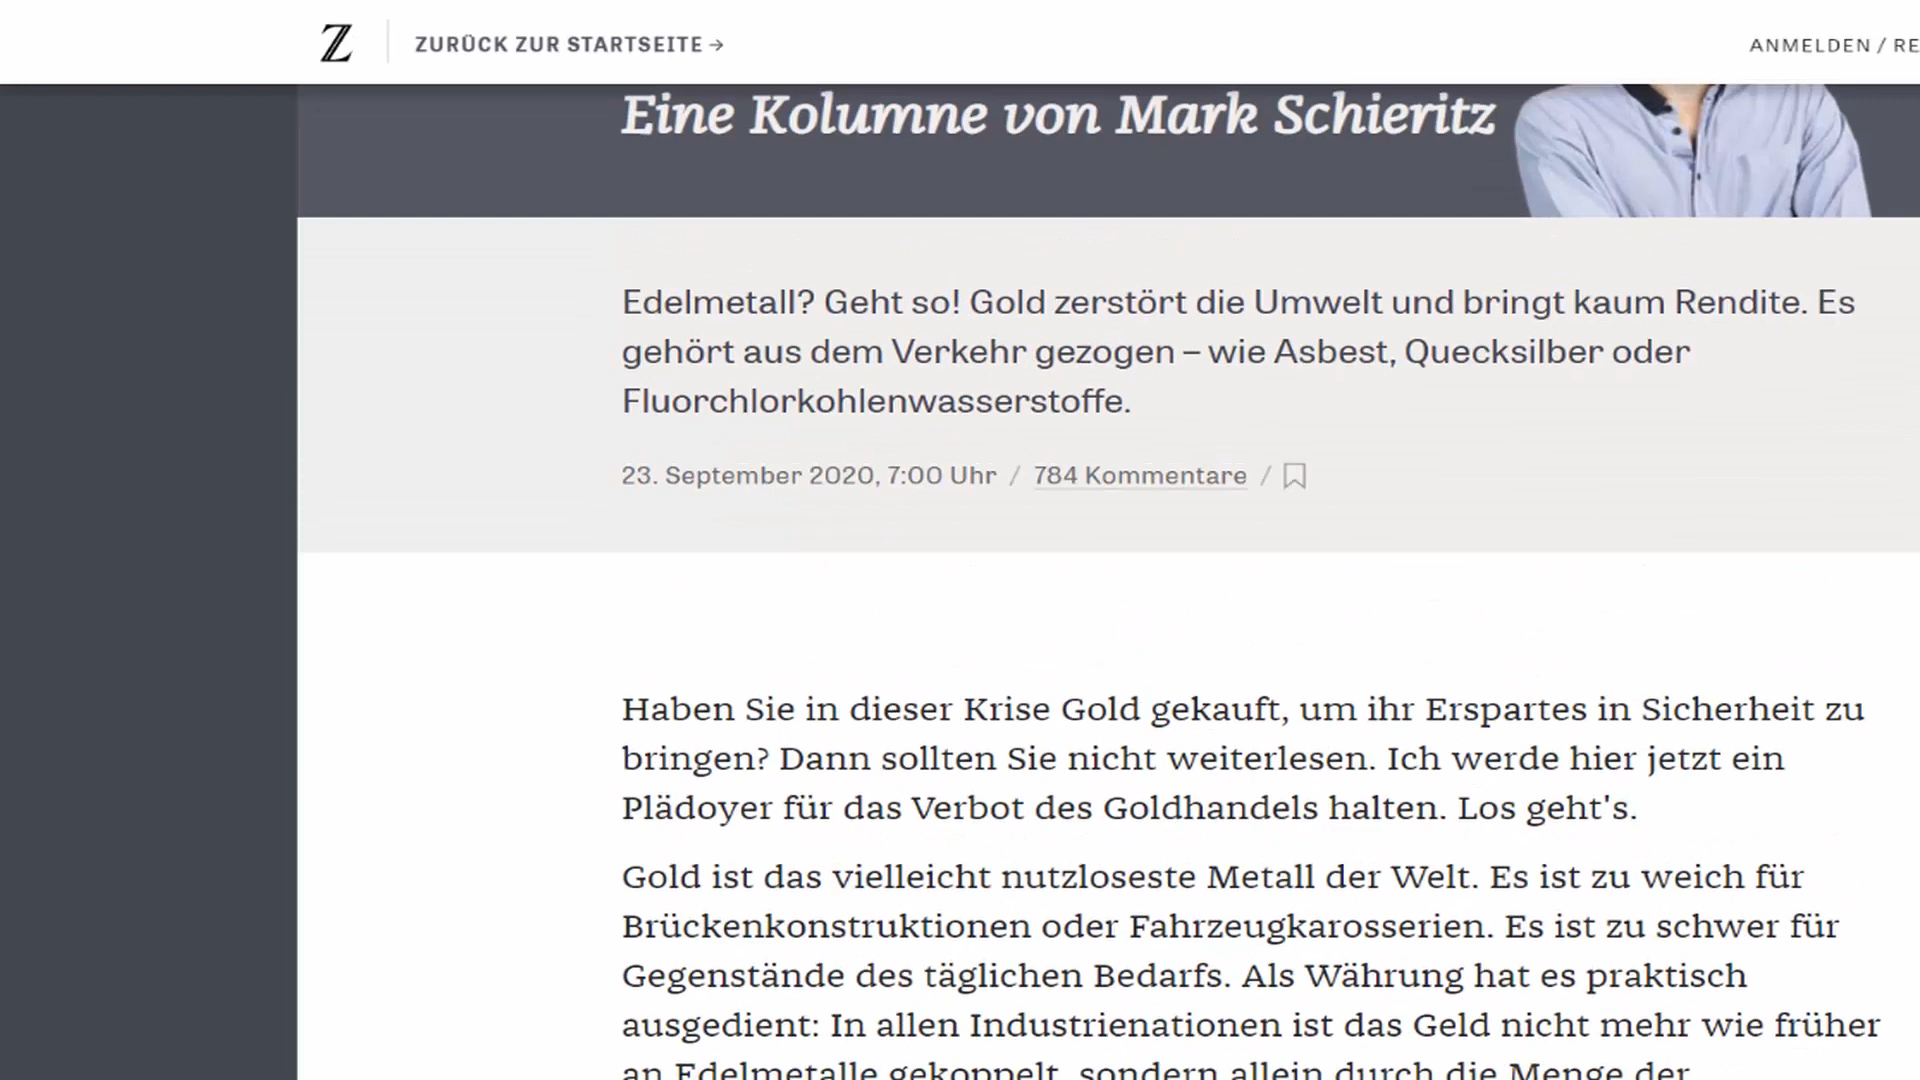 Z
ZURÜCK ZUR STARTSEITE →
ANMELDEN / RE
Eine Kolumne von Mark Schieritz
Edelmetall? Geht so! Gold zerstört die Umwelt und bringt kaum Rendite. Es
gehört aus dem Verkehr gezogen – wie Asbest, Quecksilber oder
Fluorchlorkohlenwasserstoffe.
23. September 2020, 7:00 Uhr / 784 Kommentare /
Haben Sie in dieser Krise Gold gekauft, um ihr Erspartes in Sicherheit zu
bringen? Dann sollten Sie nicht weiterlesen. Ich werde hier jetzt ein
Plädoyer für das Verbot des Goldhandels halten. Los geht's.
Gold ist das vielleicht nutzloseste Metall der Welt. Es ist zu weich für
Brückenkonstruktionen oder Fahrzeugkarosserien. Es ist zu schwer für
Gegenstände des täglichen Bedarfs. Als Währung hat es praktisch
ausgedient: In allen Industrienationen ist das Geld nicht mehr wie früher
an Edelmetalle gekoppelt, sondern allein durch die Menge der